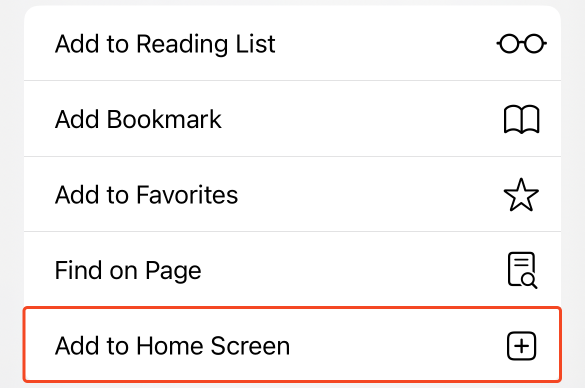 Add to Reading List
Add Bookmark
Add to Favorites
Find on Page
Add to Home Screen